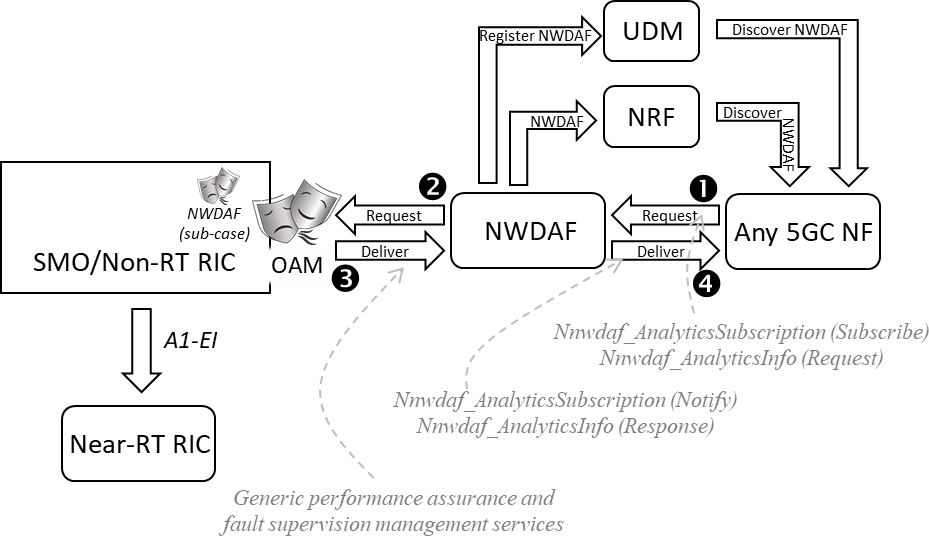 Register NWDAF
UDM
Discover NWDAF
NWDAF
NRF
Discover
NWDAF
NWDAF
(sub-case)
SMO/Non-RT RIC
OAM
2
Request
Deliver
3
NWDAF
1
Request
Deliver
4
Any 5GC NF
A1-EI
Near-RT RIC
Nnwdaf_AnalyticsSubscription (Subscribe)
Nnwdaf_AnalyticsInfo (Request)
Nnwdaf_AnalyticsSubscription (Notify)
Nnwdaf_AnalyticsInfo (Response)
Generic performance assurance and
fault supervision management services